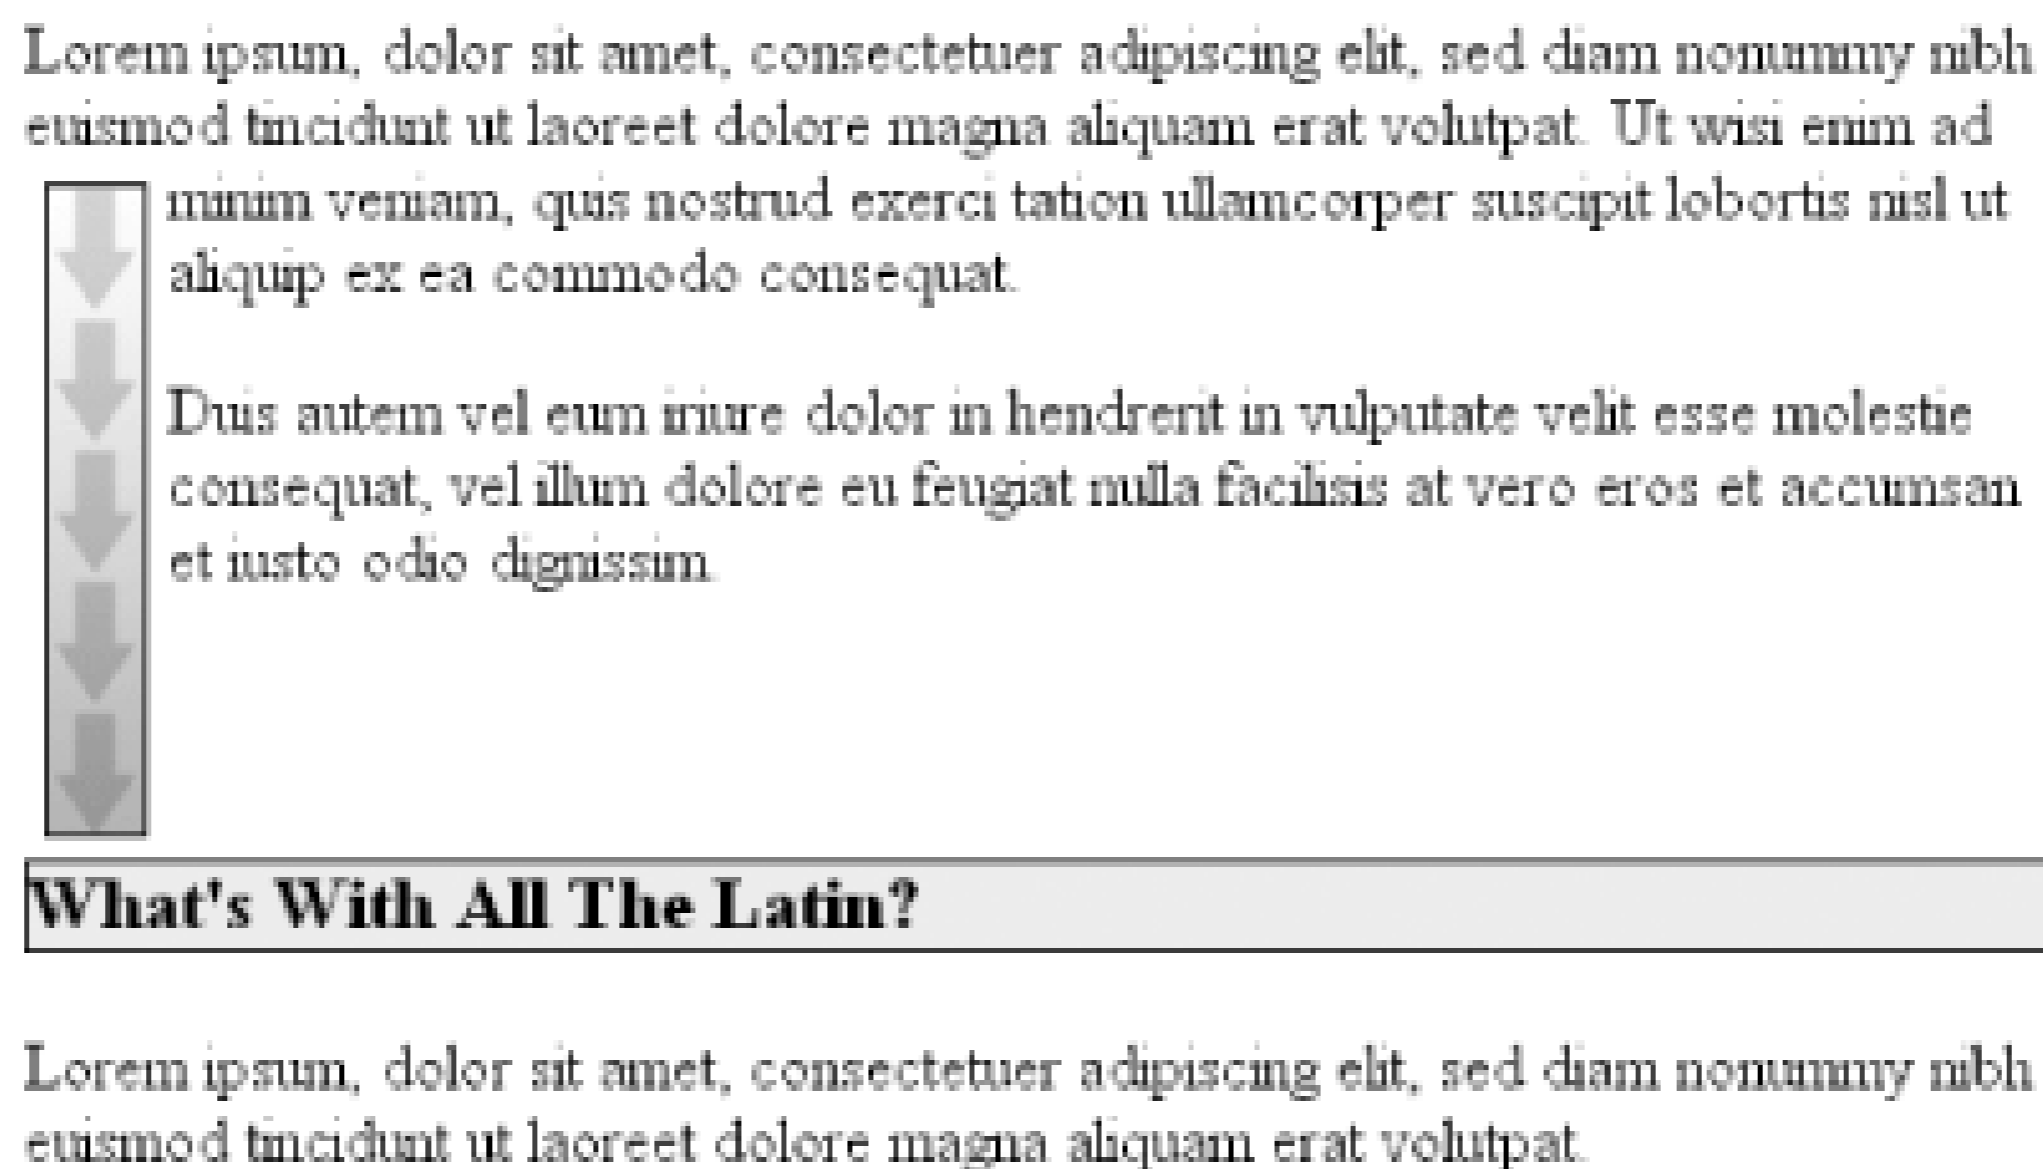 Lorem ipsum, dolor sit amet, consectetuer adipiscing elit, sed diam nonummy nibh
euismod tincidunt ut laoreet dolore magna aliquam erat volutpat. Ut wisi enim ad
minim veniam, quis nostrud exerci tation ullamcorper suscipit lobortis nisl ut
aliquip ex ea commodo consequat.
Duis autem vel eum iriure dolor in hendrerit in vulputate velit esse molestie
consequat, vel illum dolore eu feugiat nulla facilisis at vero eros et accumsan
et iusto odio dignissim.
What's With All The Latin?
Lorem ipsum, dolor sit amet, consectetuer adipiscing elit, sed diam nonummy nibh
euismod tincidunt ut laoreet dolore magna aliquam erat volutpat.